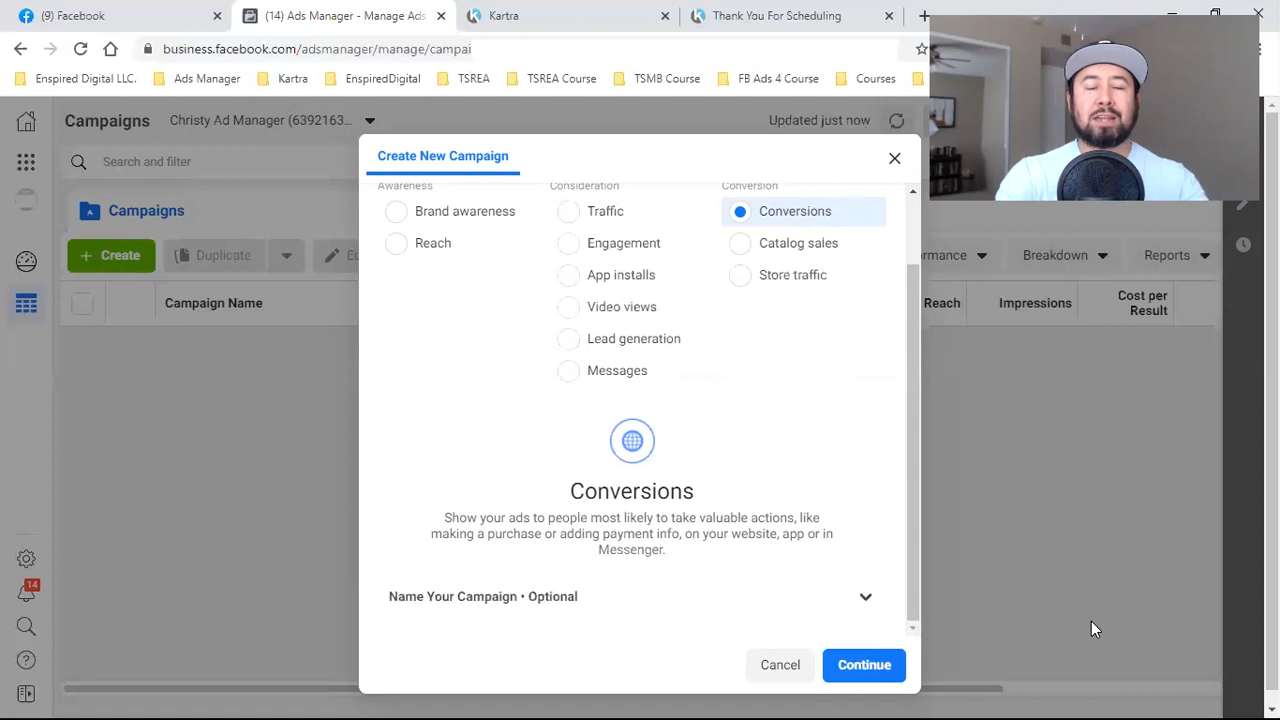 (9) Facebook
(14) Ads Manager - Manage Ads
Kartra
Thank You For Scheduling
business.facebook.com/adsmanager/manage/campai
Enspired Digital LLC.
Ads Manager
Kartra
EnspiredDigital
TSREA
TSREA Course
TSMB Course
FB Ads 4 Course
Courses
Campaigns
Christy Ad Manager (6392163...
Updated just now
Search and filter
Create New Campaign
Awareness
Consideration
Conversion
Brand awareness
Traffic
Conversions
Reach
Engagement
Catalog sales
App installs
Store traffic
Video views
Lead generation
Messages
Campaigns
+ Create
Duplicate
Breakdown
Reports
Campaign Name
Reach
Impressions
Cost per
Result
Conversions
Show your ads to people most likely to take valuable actions, like
making a purchase or adding payment info, on your website, app or in
Messenger.
Name Your Campaign • Optional
Cancel
Continue
14